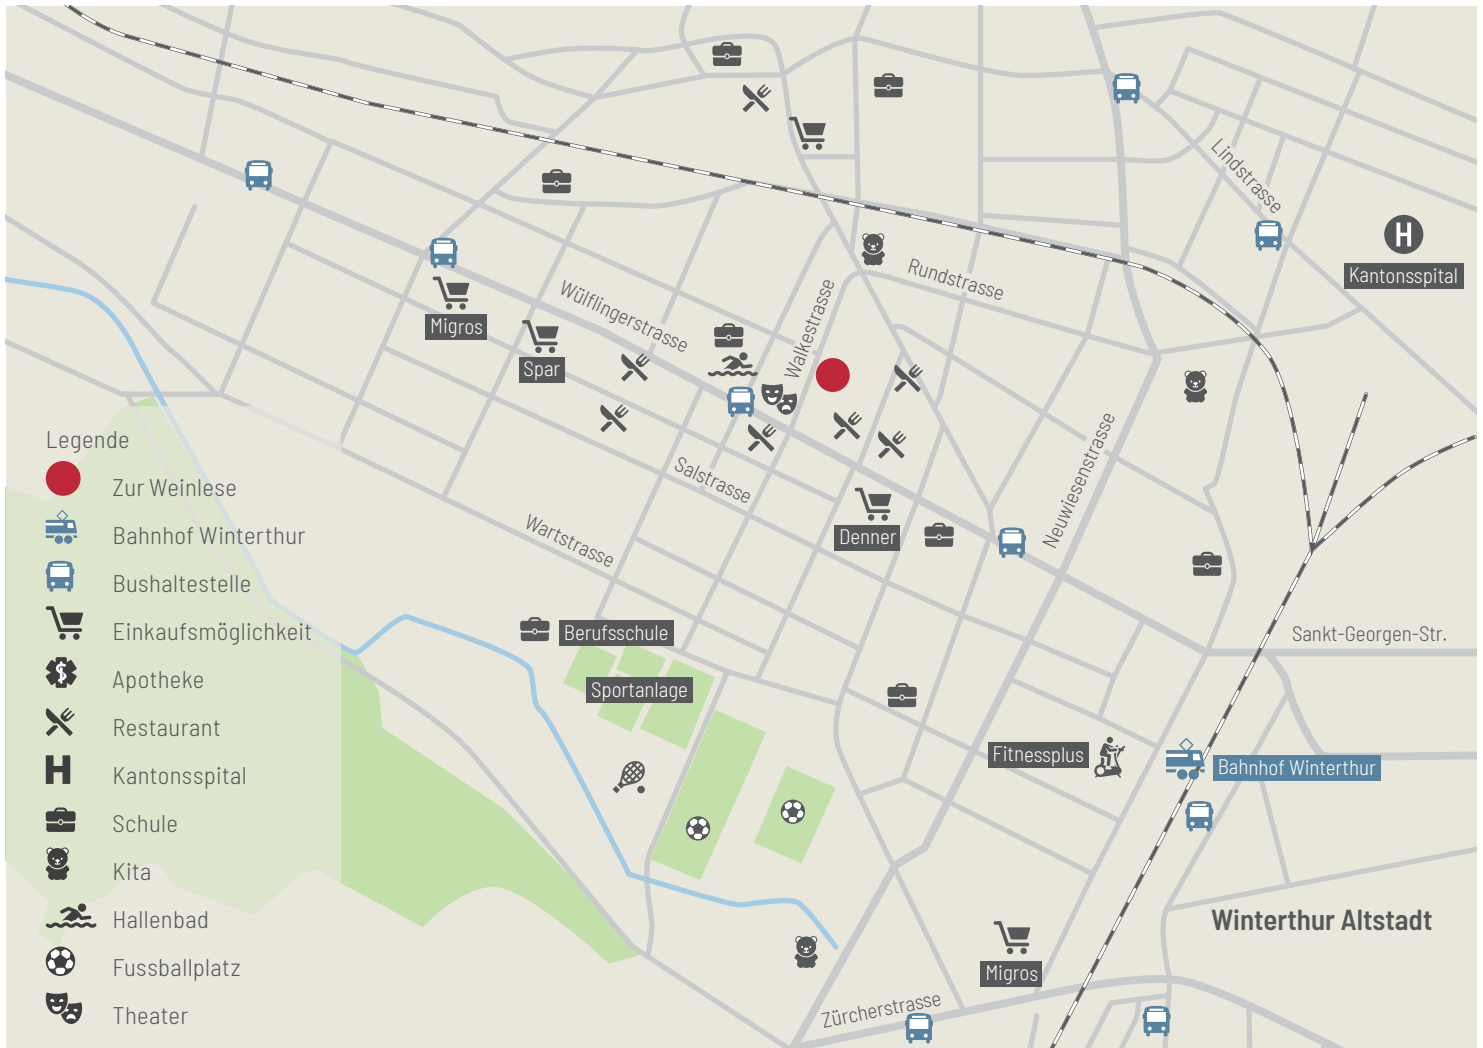 Lindstrasse
Kantonsspital
Rundstrasse
Wülflingerstrasse
Walkestrasse
Migros
Spar
Neuwiesenstrasse
Salstrasse
Wartstrasse
Denner
Legende
Zur Weinlese
Bahnhof Winterthur
Bushaltestelle
Einkaufsmöglichkeit
Apotheke
Restaurant
H
Kantonsspital
Schule
Kita
Hallenbad
Fussballplatz
Theater
H
Berufsschule
Sankt-Georgen-Str.
Sportanlage
Fitnessplus
Bahnhof Winterthur
Winterthur Altstadt
Migros
Zürcherstrasse